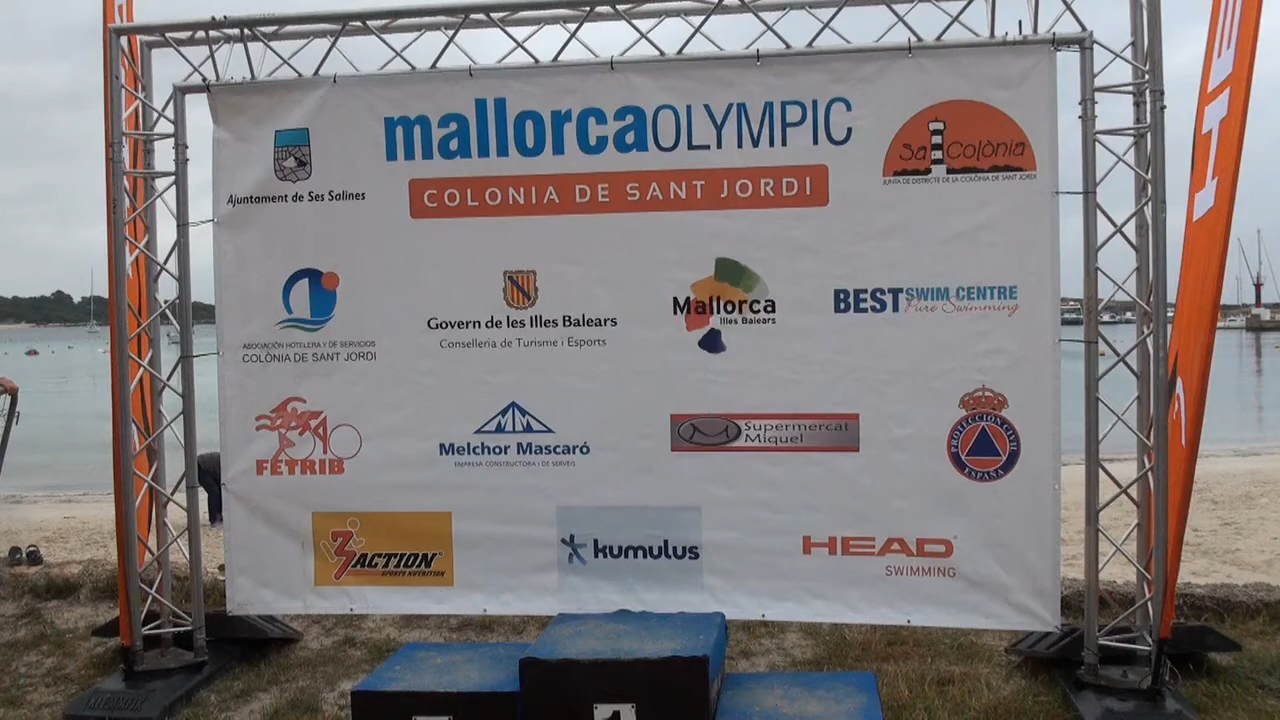 mallorcaOLYMPIC
COLONIA DE SANT JORDI
Ajuntament de Ses Salines
Sa Colònia
JUNTA DE DISTRICTE DE LA COLÒNIA DE SANT JORDI
ASOCIACIÓN HOTELERA Y DE SERVICIOS
COLÒNIA DE SANT JORDI
Govern de les Illes Balears
Conselleria de Turisme i Esports
Mallorca
Illes Balears
BEST SWIM CENTRE
Pure Swimming
FETRIB
Melchor Mascaró
EMPRESA CONSTRUCTORA I DE SERVEIS
Supermercat
Miquel
PROTECCIÓN CIVIL
ESPAÑA
3ACTION
SPORTS NUTRITION
kumulus
HEAD
SWIMMING
1